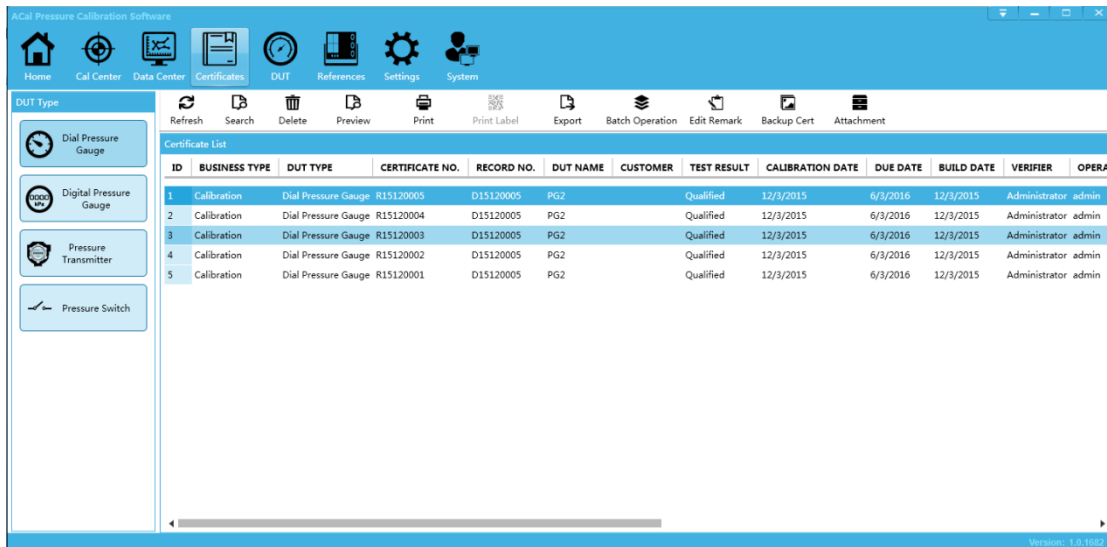 ACal Pressure Calibration Software
Home Cal Center Data Center Certificates DUT References Settings System
DUT Type
Dial Pressure
Gauge
Digital Pressure
Gauge
Pressure
Transmitter
Pressure Switch
Refresh Search Delete Preview Print Print Label Export Batch Operation Edit Remark Backup Cert Attachment
Certificate List
ID BUSINESS TYPE DUT TYPE CERTIFICATE NO. RECORD NO. DUT NAME CUSTOMER TEST RESULT CALIBRATION DATE DUE DATE BUILD DATE VERIFIER OPERA
1 Calibration Dial Pressure Gauge R15120005 D15120005 PG2 Qualified 12/3/2015 6/3/2016 12/3/2015 Administrator admin
2 Calibration Dial Pressure Gauge R15120004 D15120005 PG2 Qualified 12/3/2015 6/3/2016 12/3/2015 Administrator admin
3 Calibration Dial Pressure Gauge R15120003 D15120005 PG2 Qualified 12/3/2015 6/3/2016 12/3/2015 Administrator admin
4 Calibration Dial Pressure Gauge R15120002 D15120005 PG2 Qualified 12/3/2015 6/3/2016 12/3/2015 Administrator admin
5 Calibration Dial Pressure Gauge R15120001 D15120005 PG2 Qualified 12/3/2015 6/3/2016 12/3/2015 Administrator admin
Version: 1.0.1682